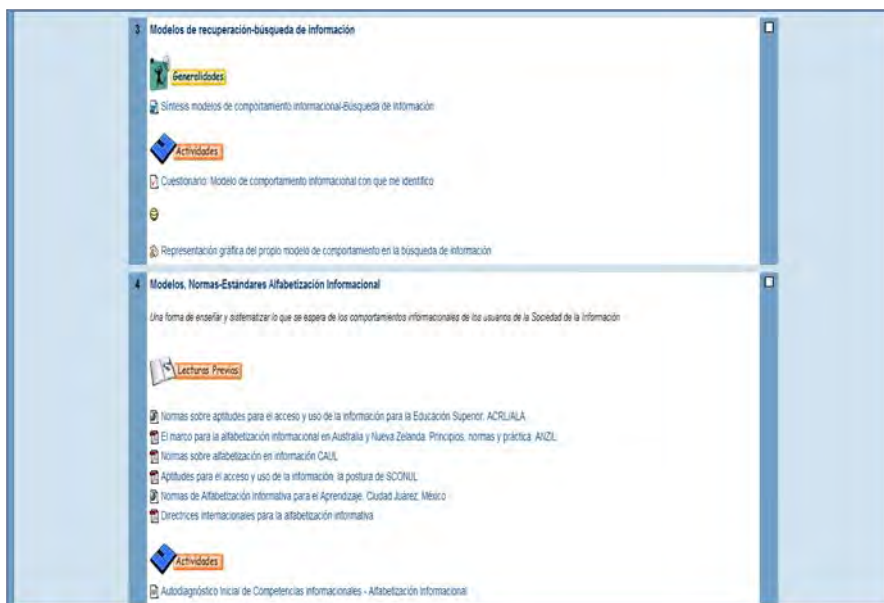 3 Modelos de recuperación-búsqueda de información
Generalidades
Síntesis modelos de comportamiento informacional-Búsqueda de Información
Actividades
Cuestionario: Modelo de comportamiento informacional con que me identifico
Representación gráfica del propio modelo de comportamiento en la búsqueda de información
4 Modelos, Normas-Estándares Alfabetización Informacional
Una forma de enseñar y sistematizar lo que se espera de los comportamientos informacionales de los usuarios de la Sociedad de la Información
Lecturas Previas
Normas sobre aptitudes para el acceso y uso de la información para la Educación Superior. ACRL/ALA
El marco para la alfabetización informacional en Australia y Nueva Zelanda. Principios, normas y práctica. ANZIL
Normas sobre alfabetización en información CAUL
Aptitudes para el acceso y uso de la información: la postura de SCONUL
Normas de Alfabetización Informativa para el Aprendizaje. Ciudad Juárez, México
Directrices internacionales para la alfabetización informativa
Actividades
Autodiagnóstico Inicial de Competencias Informacionales - Alfabetización Informacional